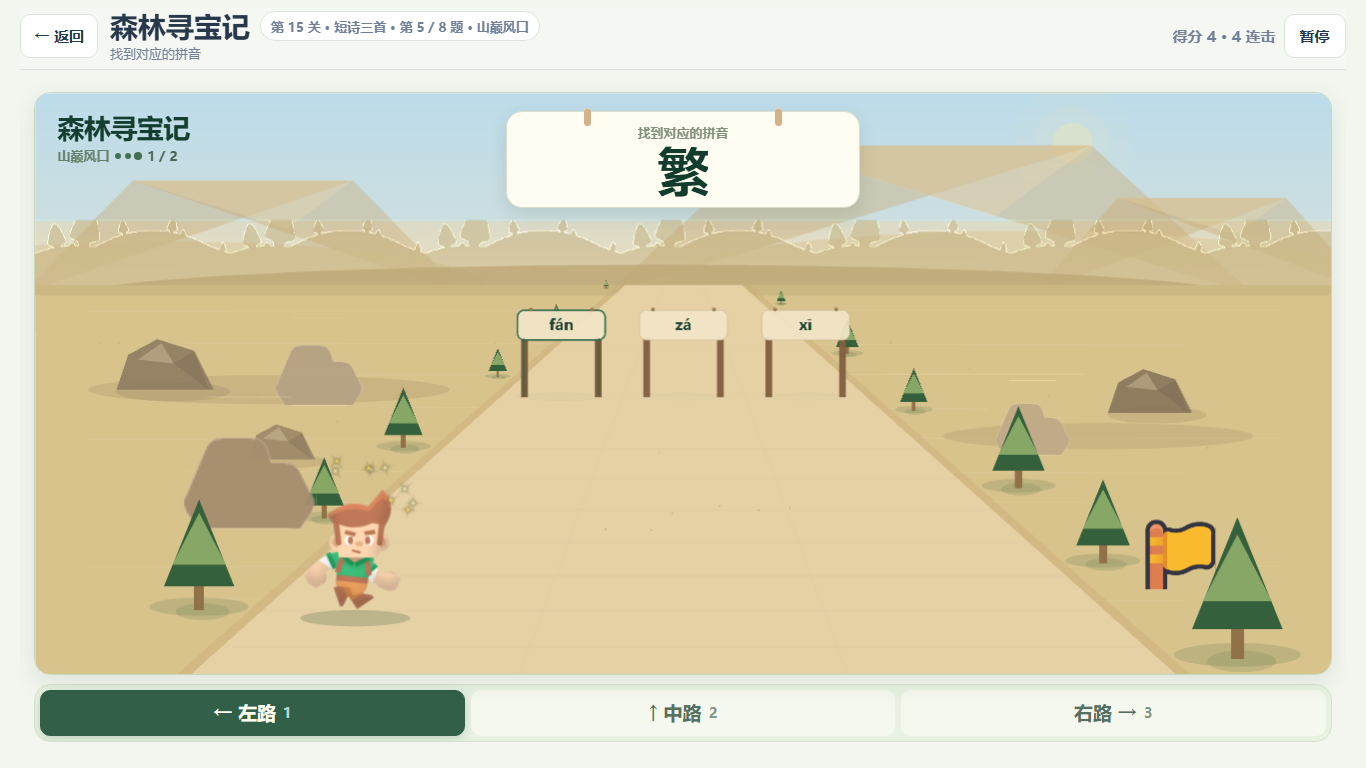 ← 返回
森林寻宝记
第 15 关 • 短诗三首 • 第 5 / 8 题 • 山巅风口
找到对应的拼音
得分 4 • 4 连击
暂停
森林寻宝记
山巅风口 ●●● 1 / 2
找到对应的拼音
繁
fán
zá
xī
← 左路 1
↑ 中路 2
右路 → 3